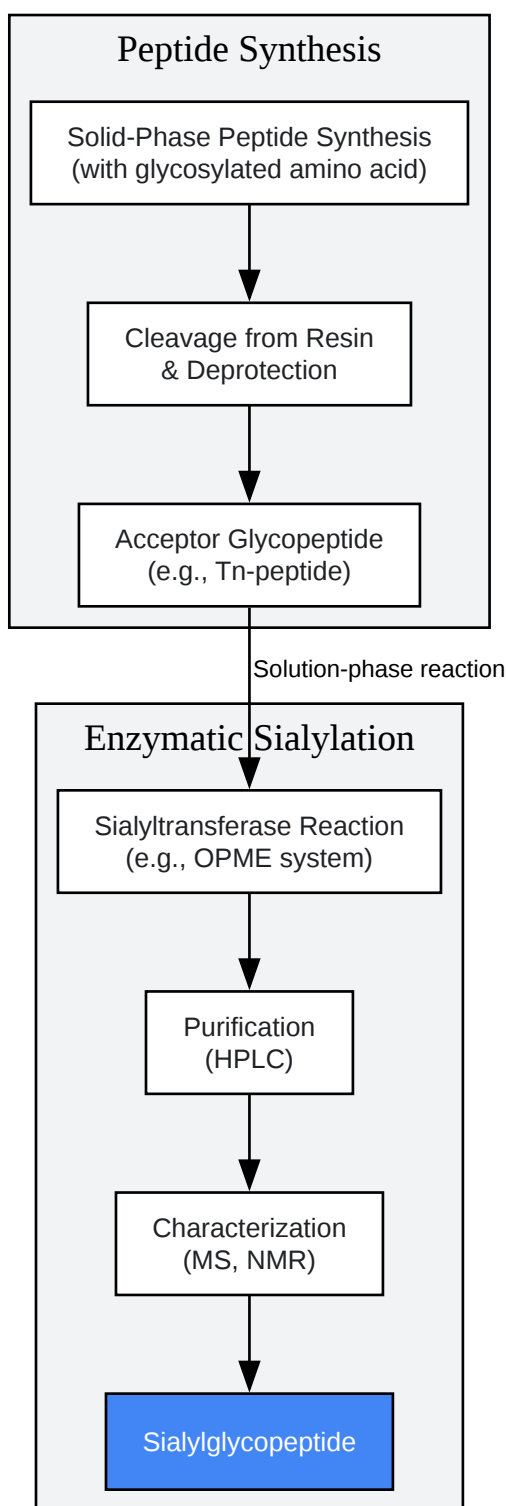 Peptide Synthesis
Solid-Phase Peptide Synthesis
(with glycosylated amino acid)
Cleavage from Resin
& Deprotection
Acceptor Glycopeptide
(e.g., Tn-peptide)
Solution-phase reaction
Enzymatic Sialylation
Sialyltransferase Reaction
(e.g., OPME system)
Purification
(HPLC)
Characterization
(MS, NMR)
Sialylglycopeptide